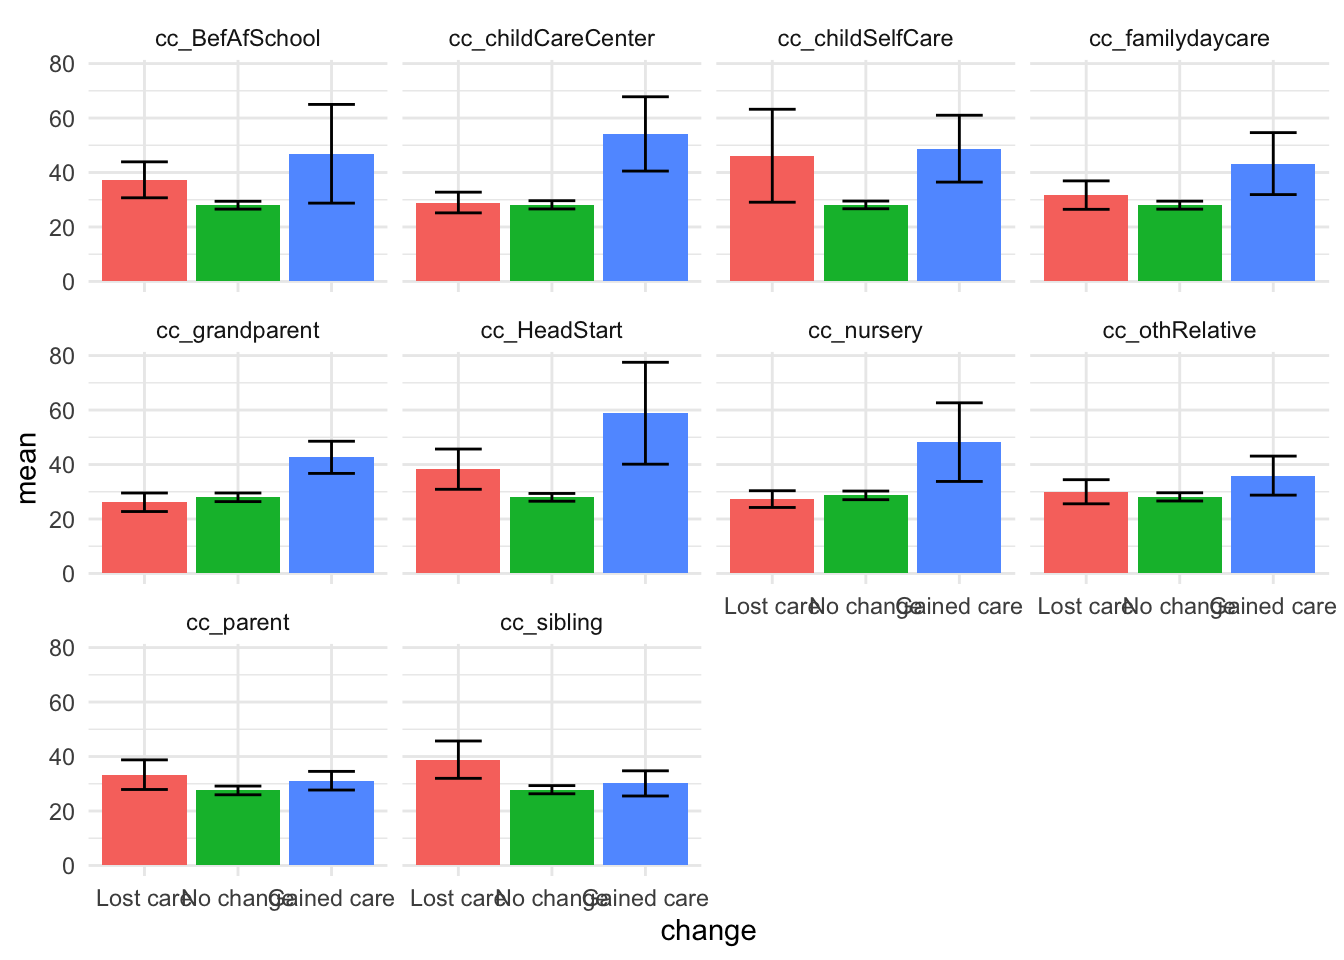 cc_BefAfSchool cc_childCareCenter cc_childSelfCare cc_familydaycare
80
60
40
20
0
cc_grandparent cc_HeadStart cc_nursery cc_othRelative
80
60
40
20
0
Lost care No change Gained care Lost care No change Gained care
cc_parent cc_sibling
80
60
40
20
0
Lost care No change Gained care Lost care No change Gained care
change
mean